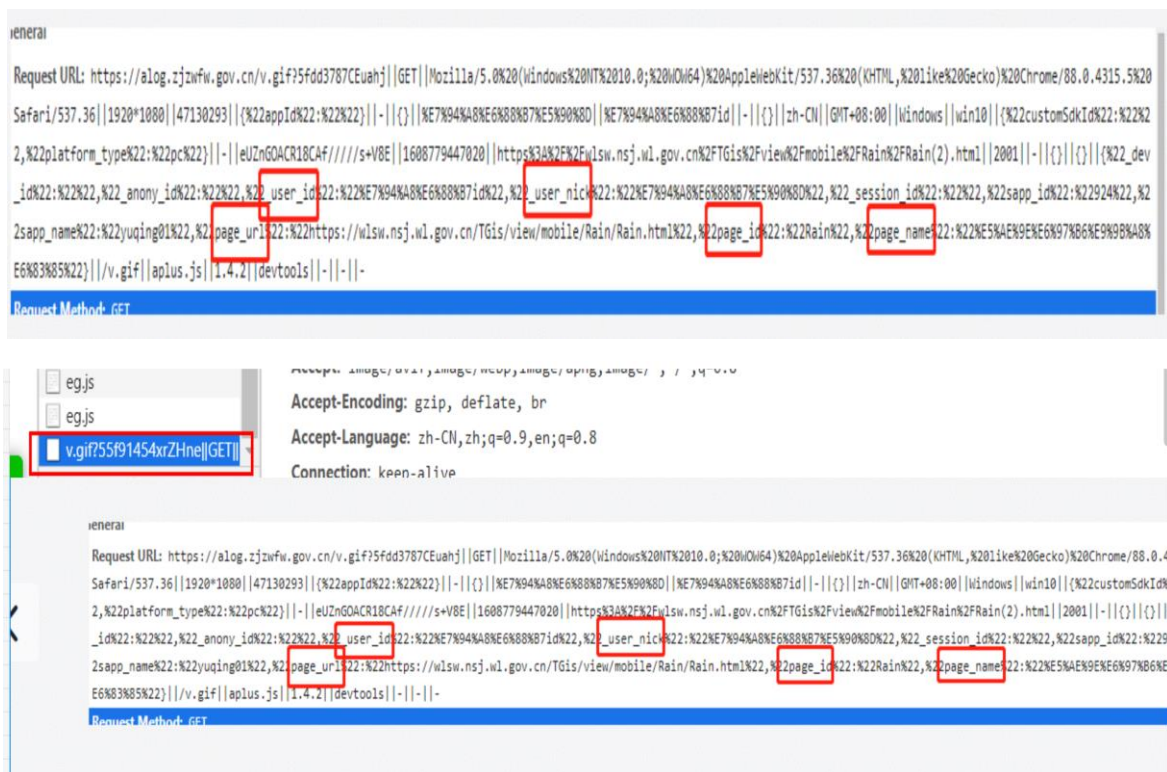 General
Request URL: https://alog.zjzwfw.gov.cn/v.gif?5fdd3787CEuahj||GET||Mozilla/5.0%20(Windows%20NT%2010.0;%20WOW64)%20AppleWebKit/537.36%20(KHTML,%20like%20Gecko)%20Chrome/88.0.4315.5%20
Safari/537.36||1920*1080||47130293||{%22appId%22:%22%22}||-||{}||%E7%94%A8%E6%88%B7%E5%90%8D||%E7%94%A8%E6%88%B7id||-||{}||zh-CN||GMT+08:00||Windows||win10||{%22customSdkId%22:%22%2
2,%22platform_type%22:%22pc%22}||-||eUZnGOACR18CAf/////s+V8E||1608779447020||https%3A%2F%2Fwlsw.nsj.wl.gov.cn%2FTGis%2Fview%2Fmobile%2FRain%2FRain(2).html||2001||-||{}||{}||{%22_dev
_id%22:%22%22,%22_anony_id%22:%22%22,%22_user_id%22:%22%E7%94%A8%E6%88%B7id%22,%22_user_nick%22:%22%E7%94%A8%E6%88%B7%E5%90%8D%22,%22_session_id%22:%22%22,%22sapp_id%22:%22924%22,%2
2sapp_name%22:%22yuqing01%22,%22page_url%22:%22https://wlsw.nsj.wl.gov.cn/TGis/view/mobile/Rain/Rain.html%22,%22page_id%22:%22Rain%22,%22page_name%22:%22%E5%AE%9E%E6%97%B6%E9%9B%A8%
E6%83%85%22}||/v.gif||aplus.js||1.4.2||devtools||-||-||-
Request Method: GET
eg.js
eg.js
v.gif?55f91454xrZHne||GET||
Accept: image/avif,image/webp,image/apng,image/*,*/*;q=0.8
Accept-Encoding: gzip, deflate, br
Accept-Language: zh-CN,zh;q=0.9,en;q=0.8
Connection: keep-alive
General
Request URL: https://alog.zjzwfw.gov.cn/v.gif?5fdd3787CEuahj||GET||Mozilla/5.0%20(Windows%20NT%2010.0;%20WOW64)%20AppleWebKit/537.36%20(KHTML,%20like%20Gecko)%20Chrome/88.0.4
Safari/537.36||1920*1080||47130293||{%22appId%22:%22%22}||-||{}||%E7%94%A8%E6%88%B7%E5%90%8D||%E7%94%A8%E6%88%B7id||-||{}||zh-CN||GMT+08:00||Windows||win10||{%22customSdkId%
2,%22platform_type%22:%22pc%22}||-||eUZnGOACR18CAf/////s+V8E||1608779447020||https%3A%2F%2Fwlsw.nsj.wl.gov.cn%2FTGis%2Fview%2Fmobile%2FRain%2FRain(2).html||2001||-||{}||{}||
_id%22:%22%22,%22_anony_id%22:%22%22,%22_user_id%22:%22%E7%94%A8%E6%88%B7id%22,%22_user_nick%22:%22%E7%94%A8%E6%88%B7%E5%90%8D%22,%22_session_id%22:%22%22,%22sapp_id%22:%229
2sapp_name%22:%22yuqing01%22,%22page_url%22:%22https://wlsw.nsj.wl.gov.cn/TGis/view/mobile/Rain/Rain.html%22,%22page_id%22:%22Rain%22,%22page_name%22:%22%E5%AE%9E%E6%97%B6%E
E6%83%85%22}||/v.gif||aplus.js||1.4.2||devtools||-||-||-
Request Method: GET